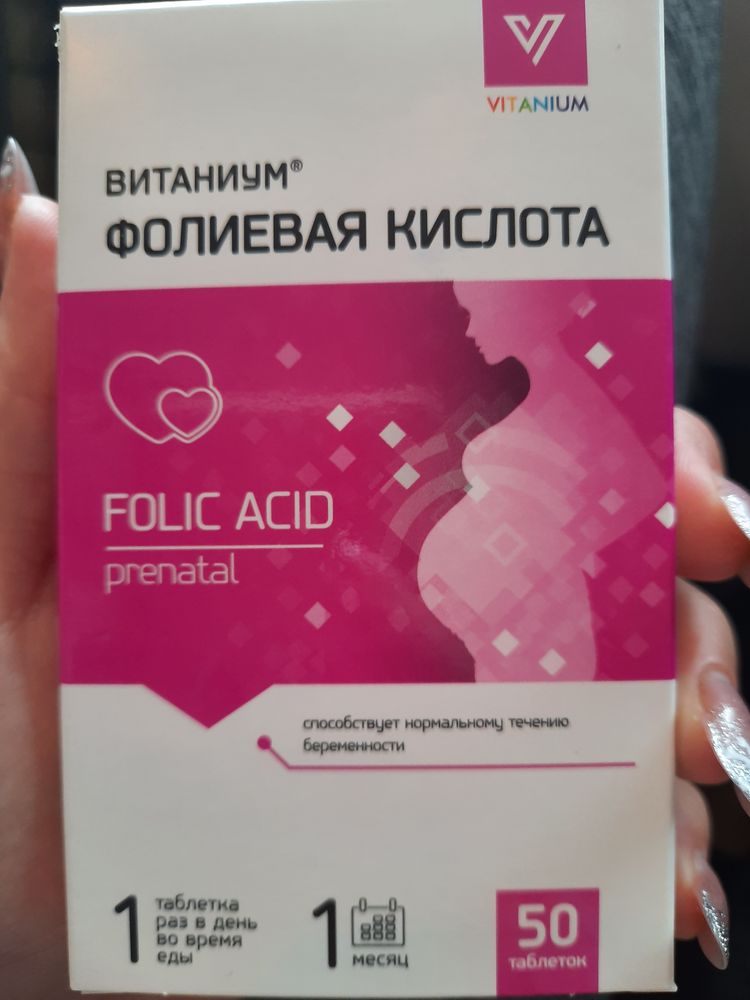 VITANIUM
ВИТАНИУМ®
ФОЛИЕВАЯ КИСЛОТА
FOLIC ACID
prenatal
способствует нормальному течению
беременности
1 таблетка
раз в день
во время
еды
1 месяц
50
таблеток